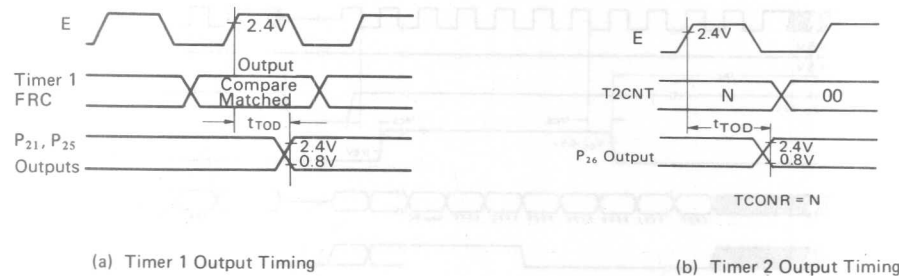 E
2.4V
Output
Timer 1
FRC
Compare
Matched
tTOD
P21, P25
Outputs
2.4V
0.8V
(a) Timer 1 Output Timing
E
2.4V
T2CNT
N
00
tTOD
P26 Output
2.4V
0.8V
TCONR = N
(b) Timer 2 Output Timing